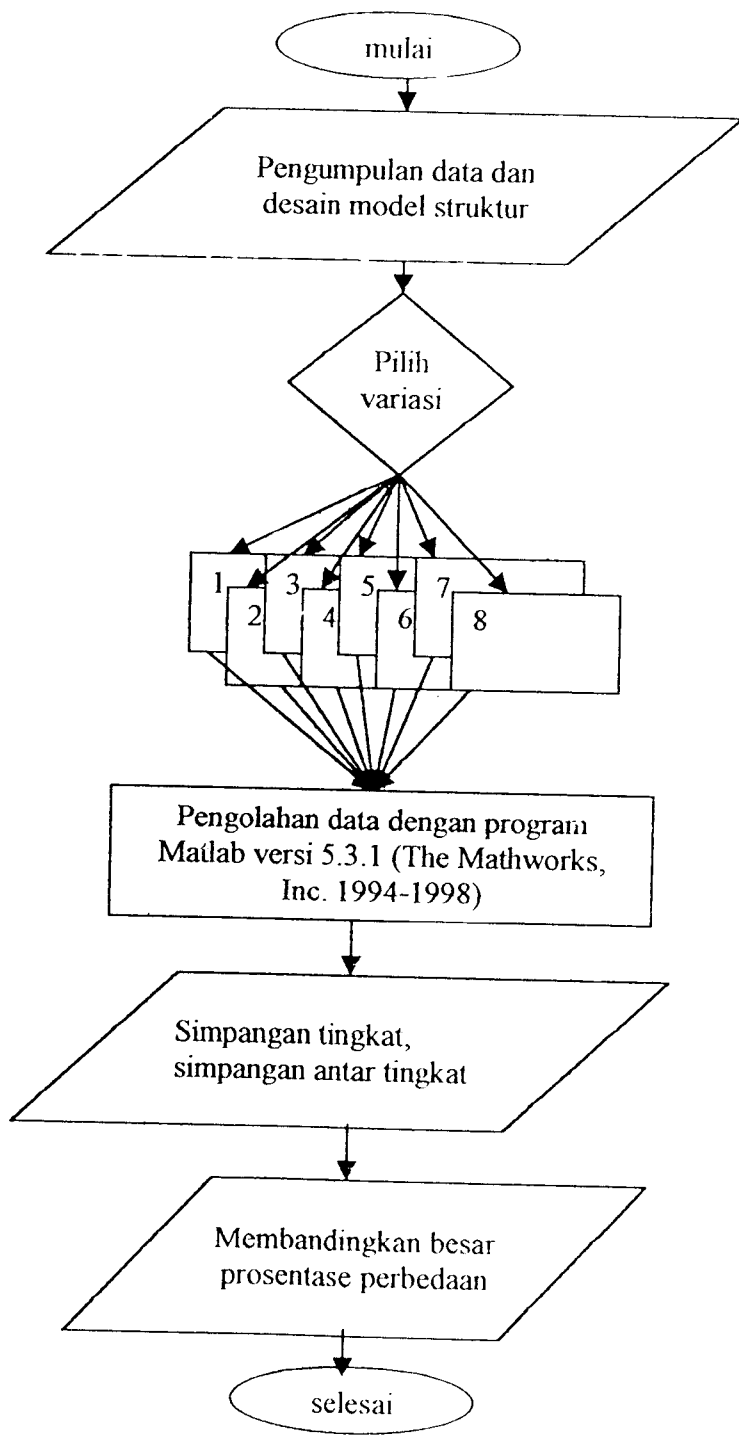 mulai
Pengumpulan data dan
desain model struktur
Pilih
variasi
1
3
5
7
2
4
6
8
Pengolahan data dengan program
Matlab versi 5.3.1 (The Mathworks,
Inc. 1994-1998)
Simpangan tingkat,
simpangan antar tingkat
Membandingkan besar
prosentase perbedaan
selesai